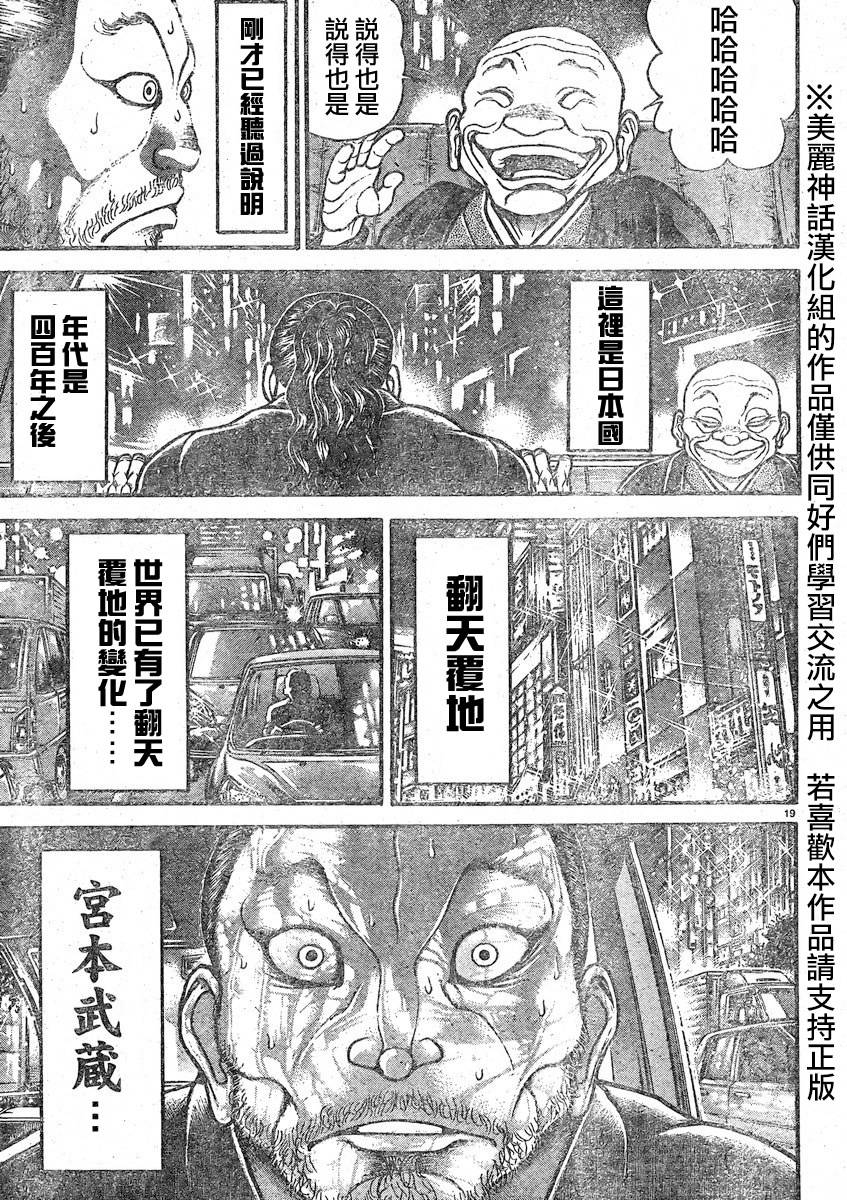 哈哈哈哈哈
說得也是
說得也是
剛才已經聽過說明
這裡是日本國
年代是
四百年之後
翻天覆地
世界已有了翻天
覆地的變化……
19
宮本武蔵…
※美麗神話漢化組的作品僅供同好們學習交流之用　若喜歡本作品請支持正版